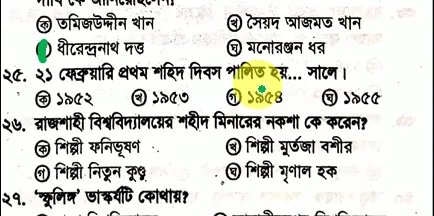 ক তমিজউদ্দীন খান খ সৈয়দ আজমত খান
ধীরেন্দ্রনাথ দত্ত ঘ মনোরঞ্জন ধর
২৫. ২১ ফেব্রুয়ারি প্রথম শহিদ দিবস পালিত হয়... সালে।
ক ১৯৫২ খ ১৯৫৩ গ ১৯৫৪ ঘ ১৯৫৫
২৬. রাজশাহী বিশ্ববিদ্যালয়ের শহীদ মিনারের নকশা কে করেন?
ক শিল্পী ফনিভূষণ খ শিল্পী মুর্তজা বশীর
গ শিল্পী নিতুন কুণ্ডু ঘ শিল্পী মৃণাল হক
২৭. 'স্ফুলিঙ্গ' ভাস্কর্যটি কোথায়?